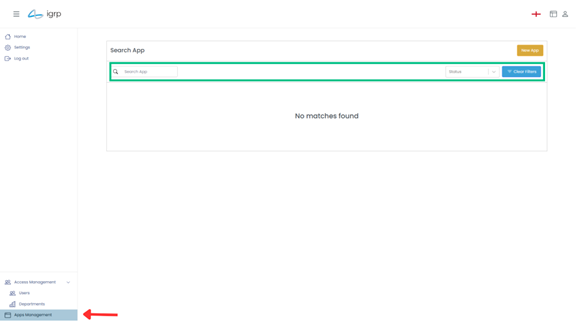 igrp
Home
Settings
Log out
Search App
New App
Search App
Status
Clear Filters
No matches found
Access Management
Users
Departments
Apps Management